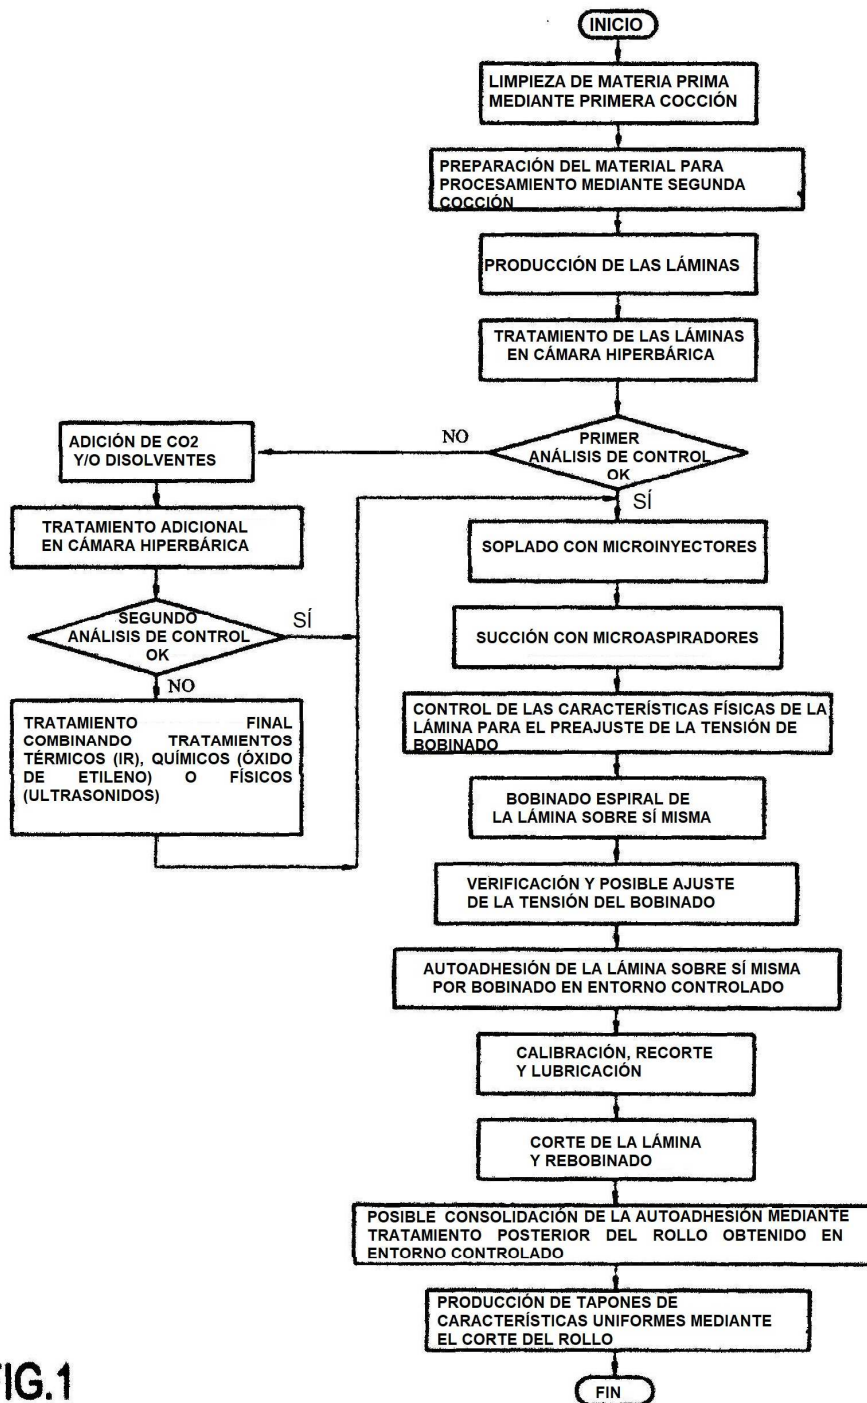 INICIO
LIMPIEZA DE MATERIA PRIMA
MEDIANTE PRIMERA COCCIÓN
PREPARACIÓN DEL MATERIAL PARA
PROCESAMIENTO MEDIANTE SEGUNDA
COCCIÓN
PRODUCCIÓN DE LAS LÁMINAS
TRATAMIENTO DE LAS LÁMINAS
EN CÁMARA HIPERBÁRICA
PRIMER
ANÁLISIS DE CONTROL
OK
NO
SÍ
ADICIÓN DE CO2
Y/O DISOLVENTES
TRATAMIENTO ADICIONAL
EN CÁMARA HIPERBÁRICA
SEGUNDO
ANÁLISIS DE CONTROL
OK
SÍ
NO
TRATAMIENTO FINAL
COMBINANDO TRATAMIENTOS
TÉRMICOS (IR), QUÍMICOS (ÓXIDO
DE ETILENO) O FÍSICOS
(ULTRASONIDOS)
SOPLADO CON MICROINYECTORES
SUCCIÓN CON MICROASPIRADORES
CONTROL DE LAS CARACTERÍSTICAS FÍSICAS DE LA
LÁMINA PARA EL PREAJUSTE DE LA TENSIÓN DE
BOBINADO
BOBINADO ESPIRAL DE
LA LÁMINA SOBRE SÍ MISMA
VERIFICACIÓN Y POSIBLE AJUSTE
DE LA TENSIÓN DEL BOBINADO
AUTOADHESIÓN DE LA LÁMINA SOBRE SÍ MISMA
POR BOBINADO EN ENTORNO CONTROLADO
CALIBRACIÓN, RECORTE
Y LUBRICACIÓN
CORTE DE LA LÁMINA
Y REBOBINADO
POSIBLE CONSOLIDACIÓN DE LA AUTOADHESIÓN MEDIANTE
TRATAMIENTO POSTERIOR DEL ROLLO OBTENIDO EN
ENTORNO CONTROLADO
PRODUCCIÓN DE TAPONES DE
CARACTERÍSTICAS UNIFORMES MEDIANTE
EL CORTE DEL ROLLO
FIN
FIG.1